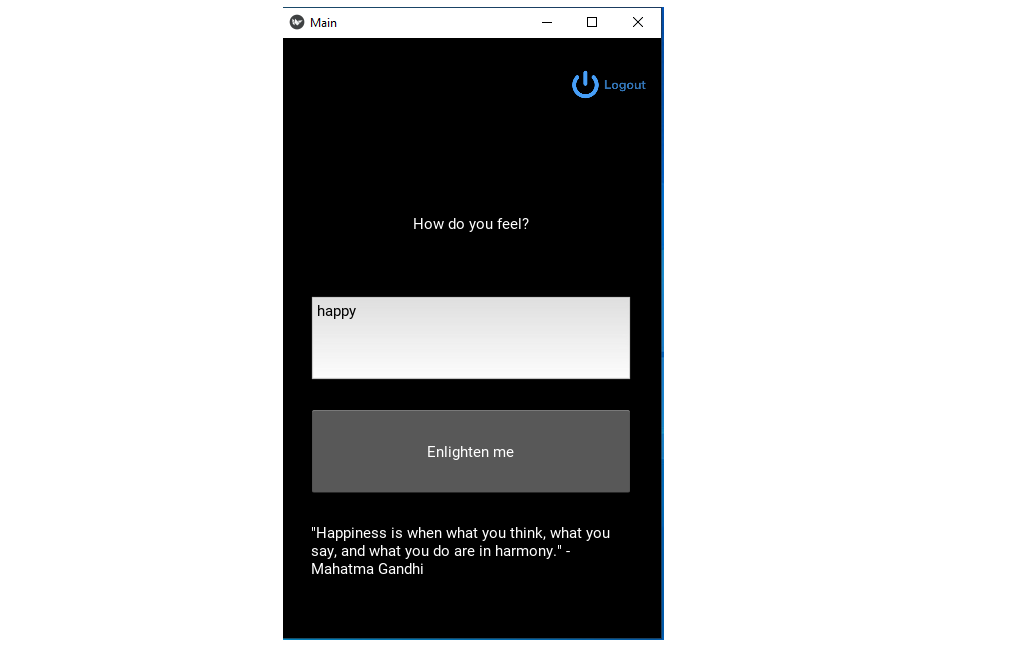 Main
Logout
How do you feel?
happy
Enlighten me
"Happiness is when what you think, what you
say, and what you do are in harmony." -
Mahatma Gandhi